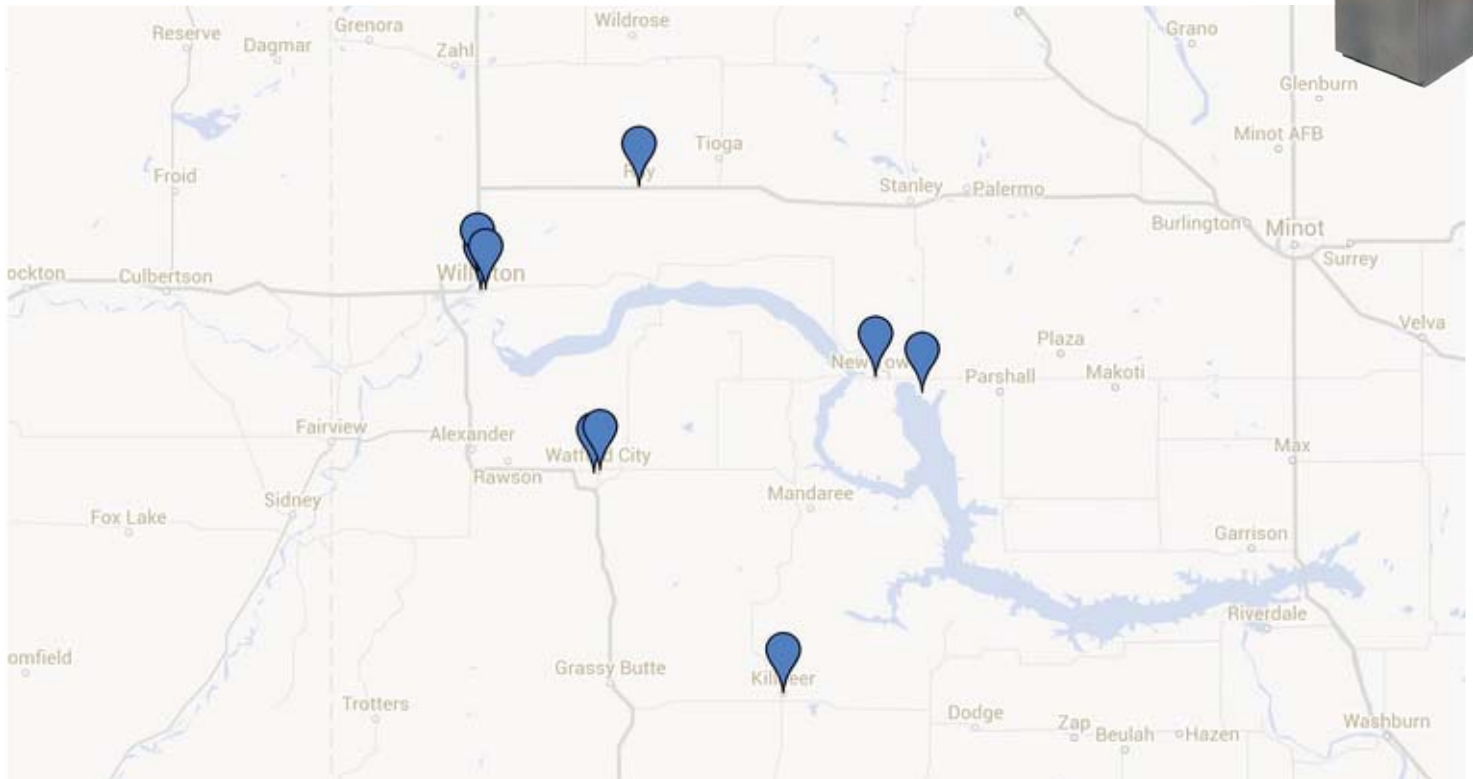 Reserve
Dagmar
Grenora
Zahl
Wildrose
Grano
Glenburn
Minot AFB
Tioga
Froid
Stanley
Palermo
Burlington
Minot
Surrey
Culbertson
Velva
Plaza
Parshall
Makoti
Fairview
Alexander
Rawson
City
Max
Sidney
Mandaree
Fox Lake
Garrison
Riverdale
Grassy Butte
Trotters
Dodge
Zap
Beulah
Hazen
Washburn